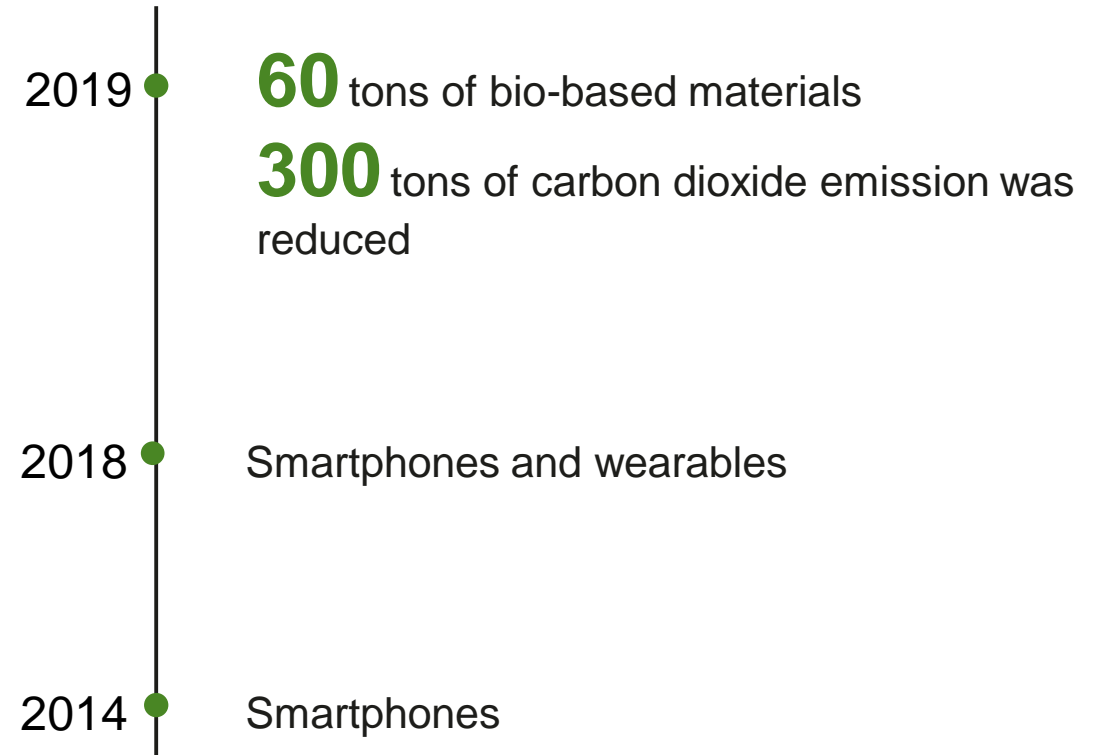 2019
60 tons of bio-based materials
300 tons of carbon dioxide emission was
reduced
2018
Smartphones and wearables
2014
Smartphones